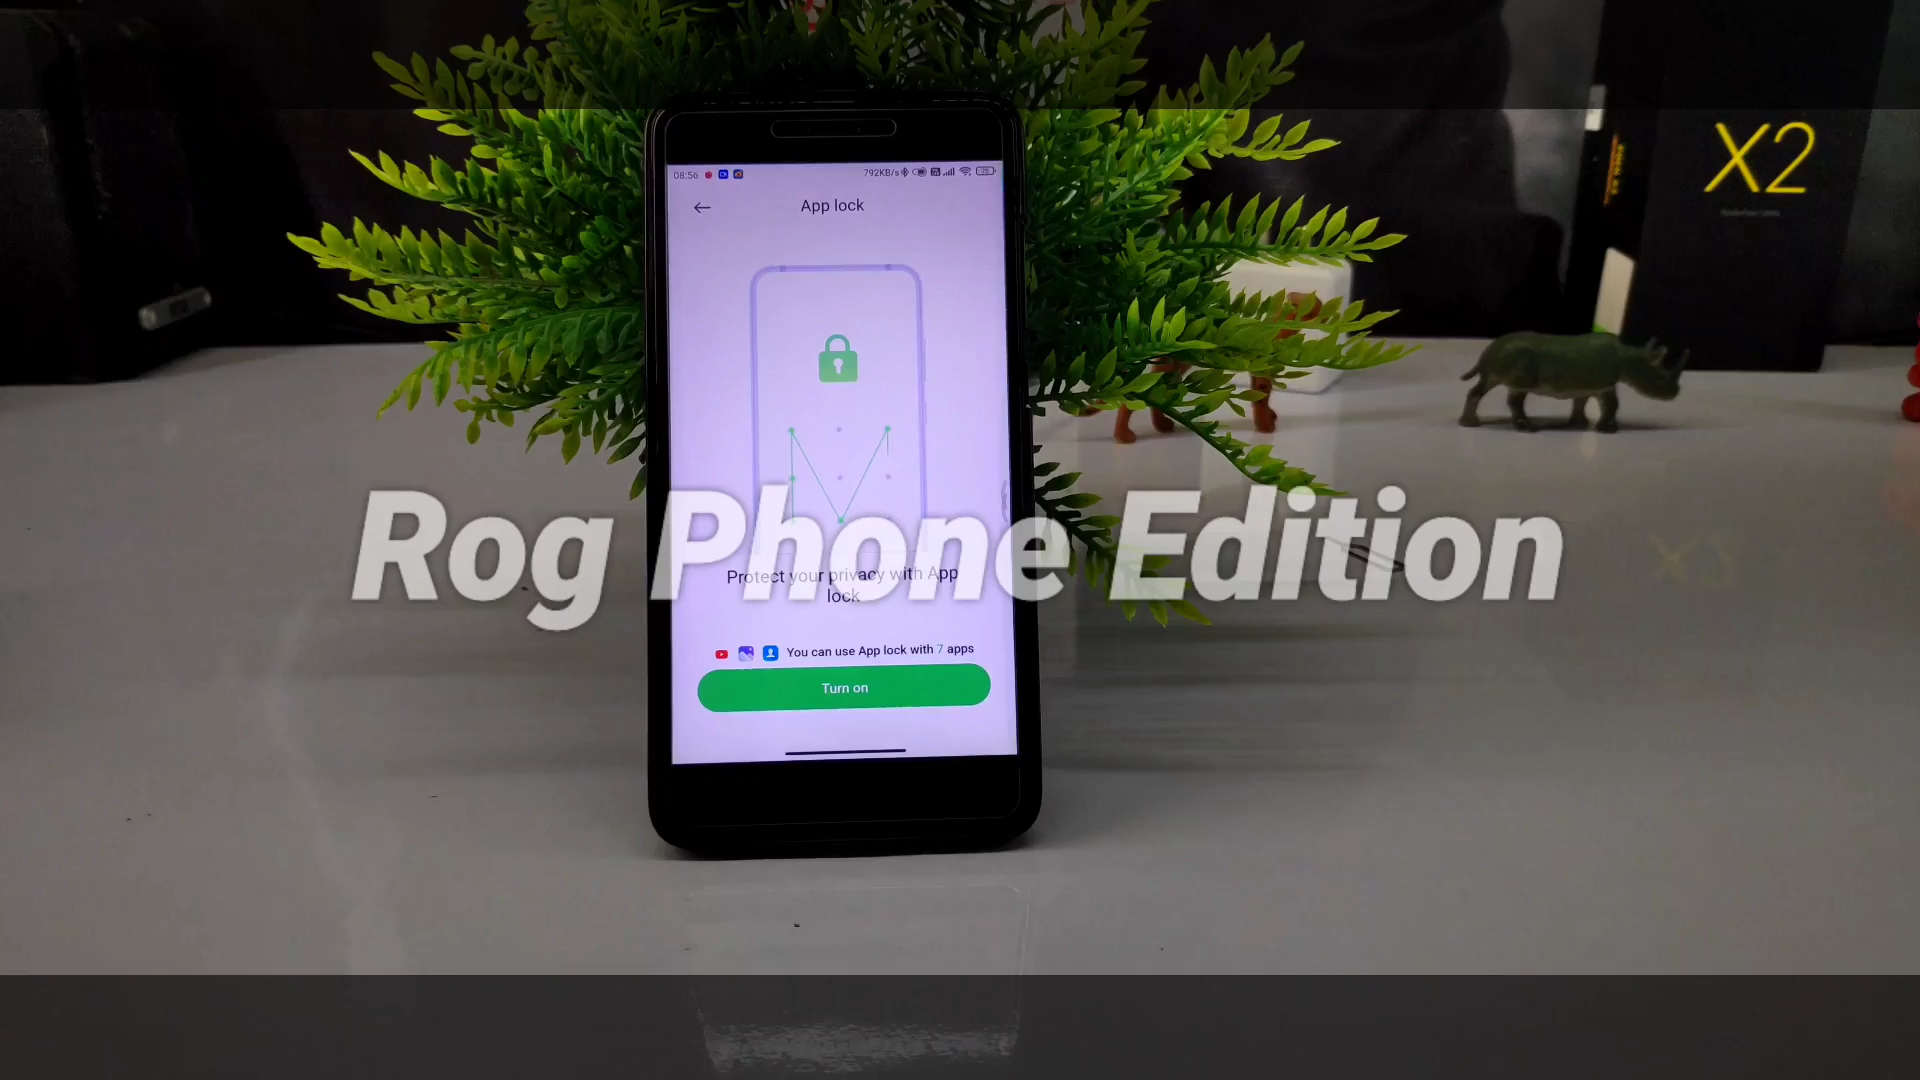 X2
08:56
792KB/s
75
App lock
Rog Phone Edition
Protect your privacy with App
lock
You can use App lock with 7 apps
Turn on